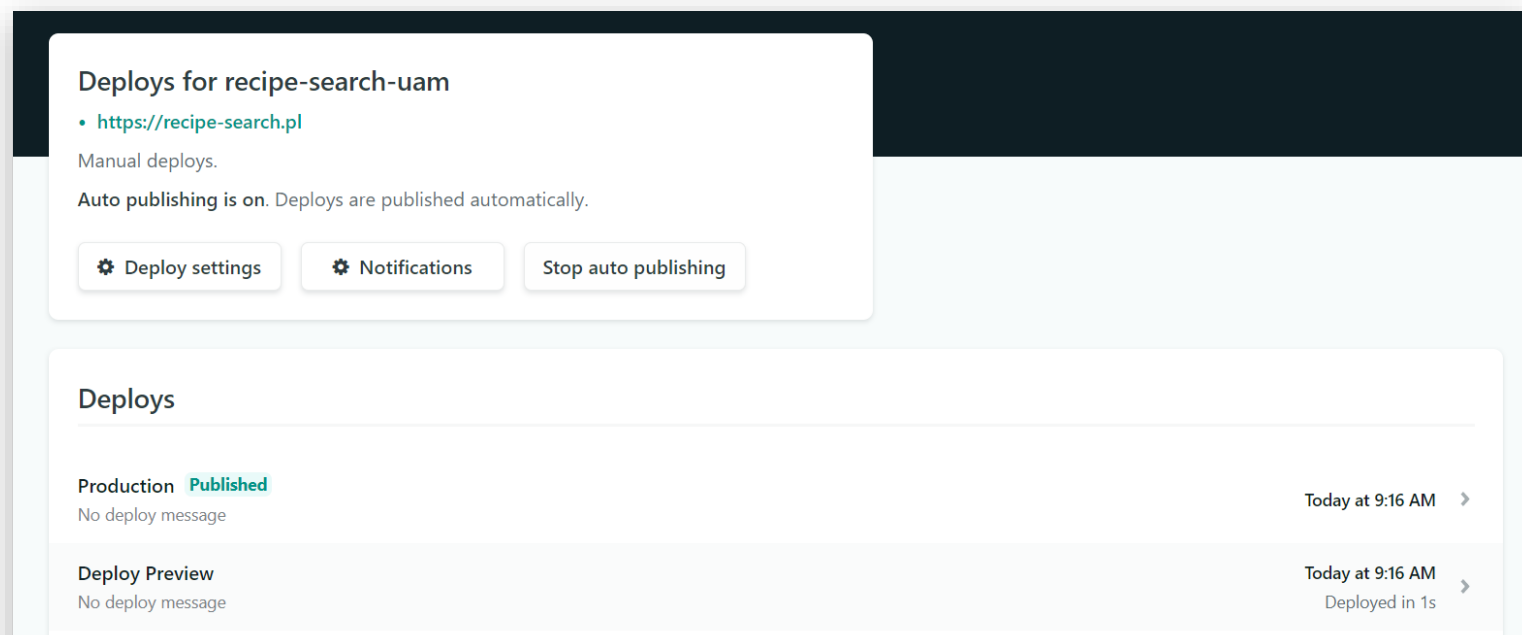 Deploys for recipe-search-uam
• https://recipe-search.pl
Manual deploys.
Auto publishing is on. Deploys are published automatically.
Deploy settings
Notifications
Stop auto publishing
Deploys
Production Published
No deploy message
Today at 9:16 AM
Deploy Preview
No deploy message
Today at 9:16 AM
Deployed in 1s